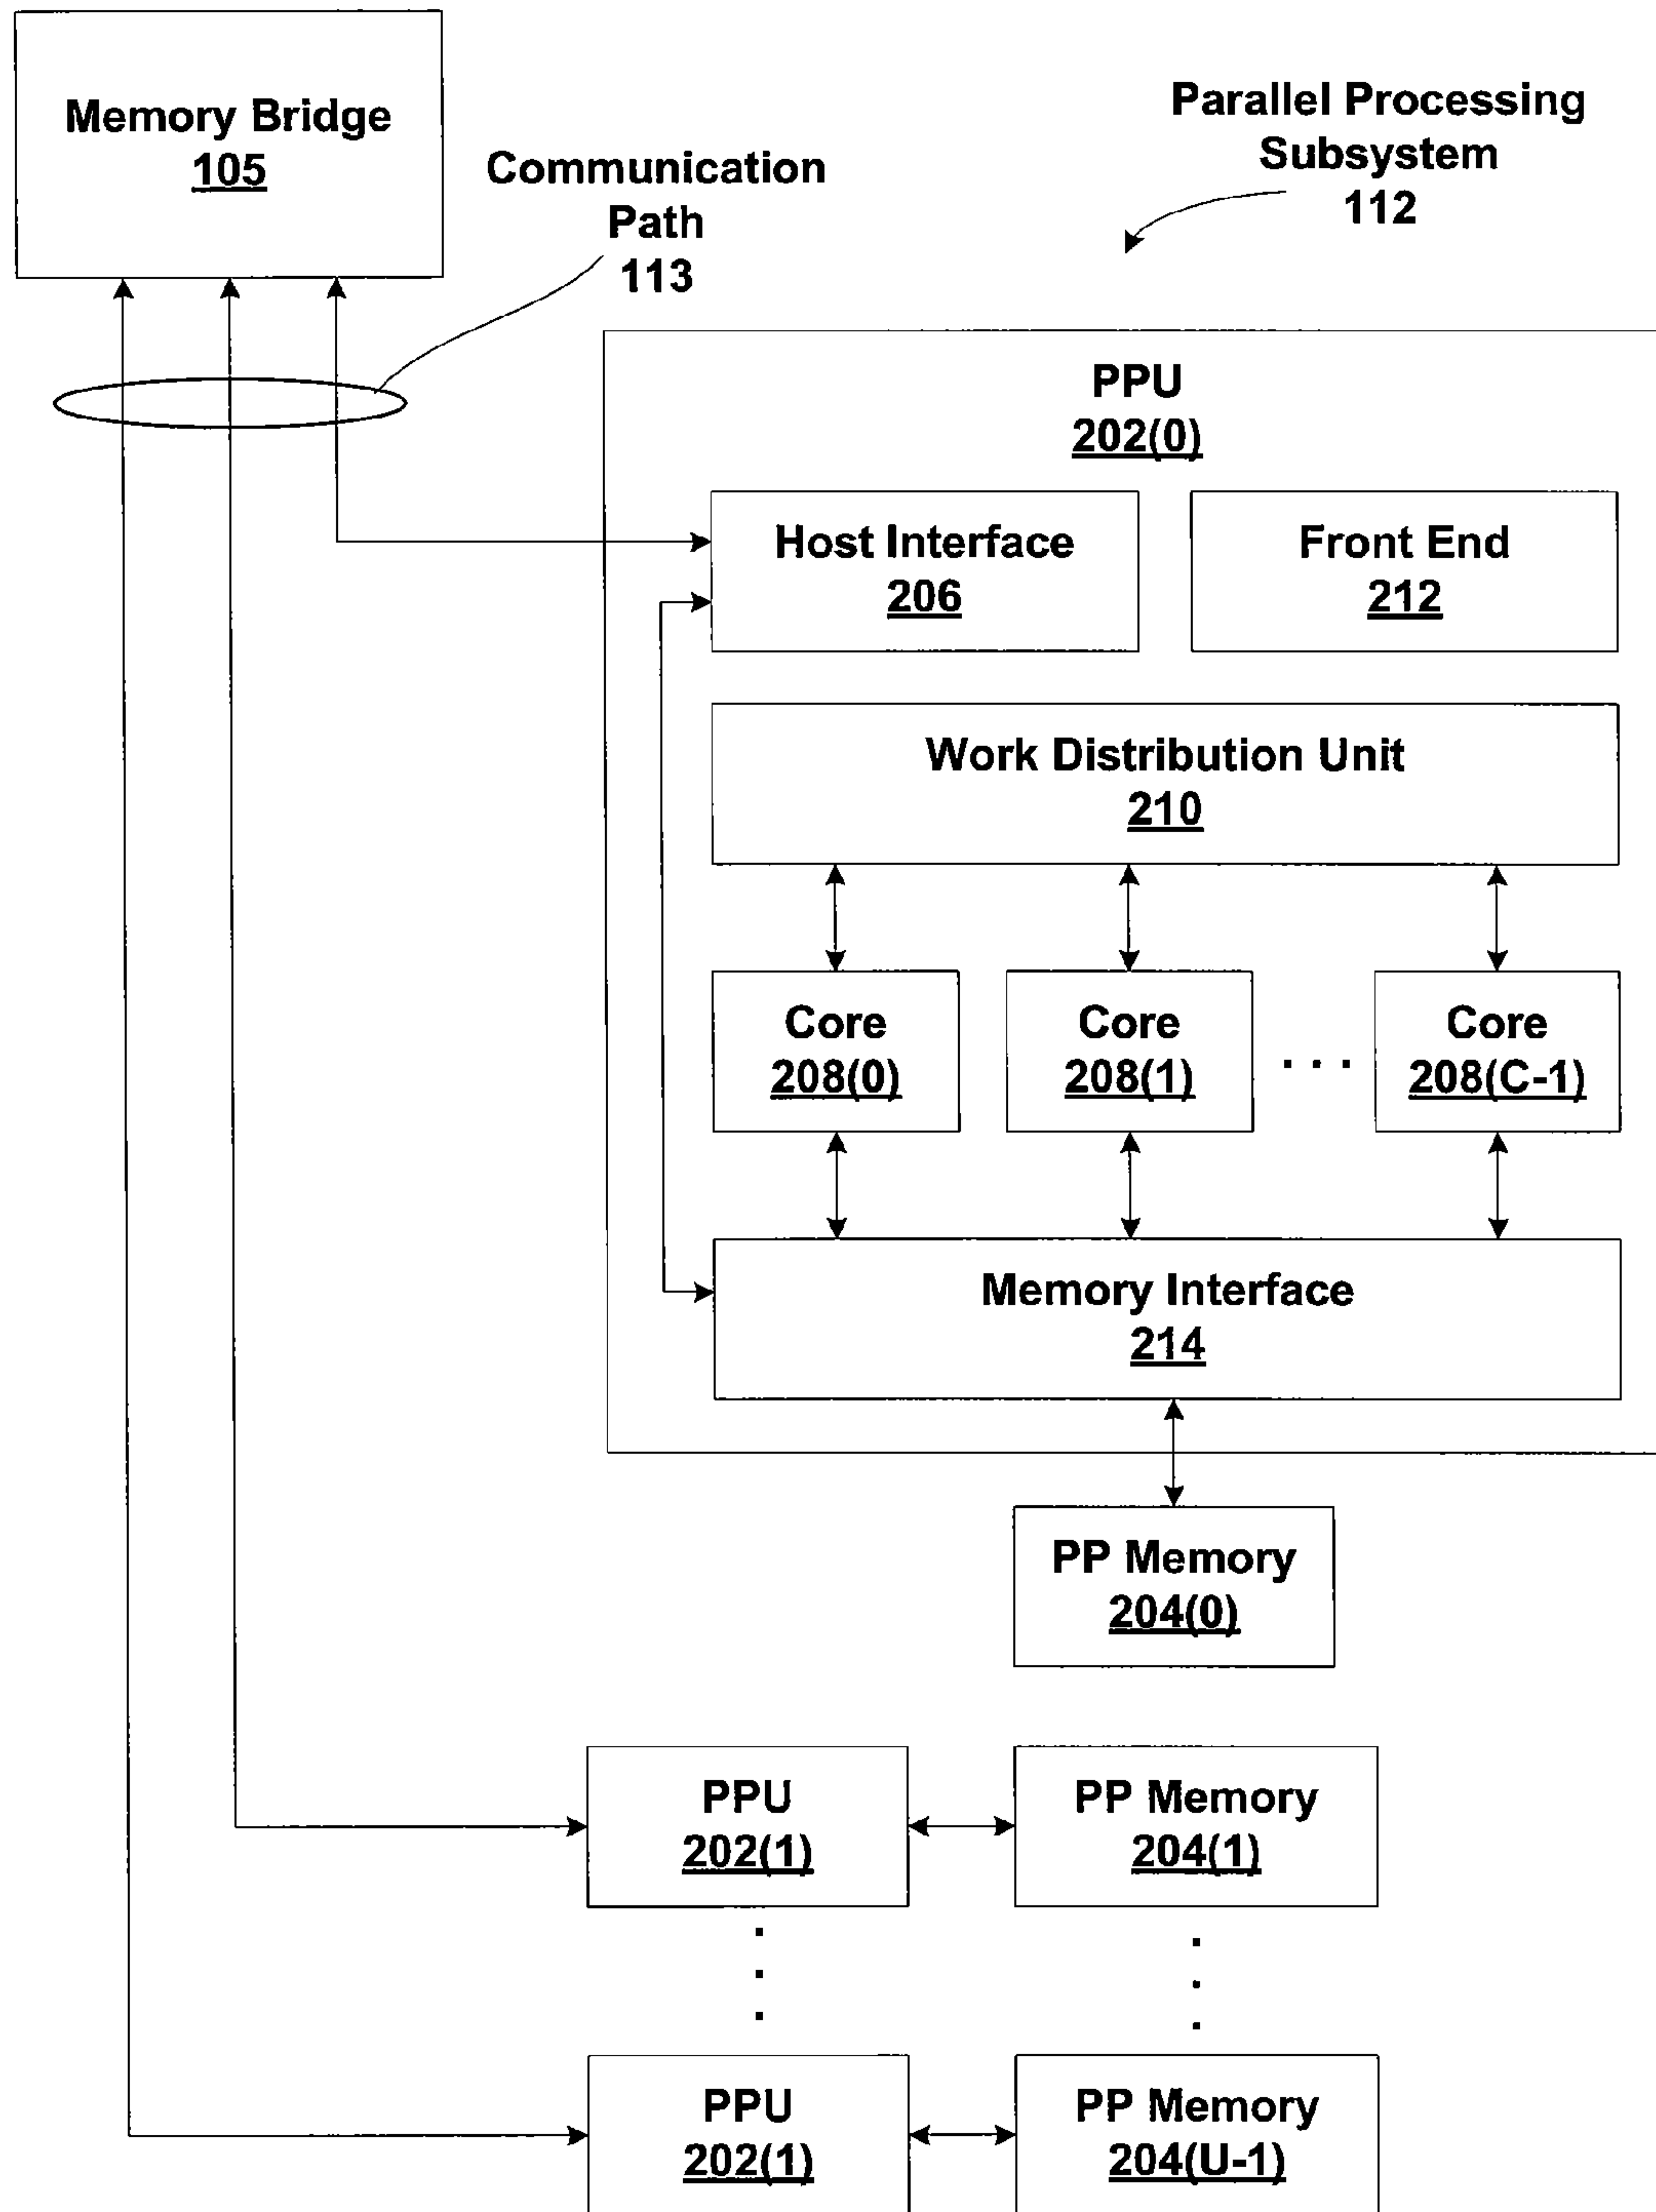 Memory Bridge
105
Communication
Path
113
Parallel Processing
Subsystem
112
PPU
202(0)
Host Interface
206
Front End
212
Work Distribution Unit
210
Core
208(0)
Core
208(1)
. . .
Core
208(C-1)
Memory Interface
214
PP Memory
204(0)
PPU
202(1)
PP Memory
204(1)
PPU
202(1)
PP Memory
204(U-1)